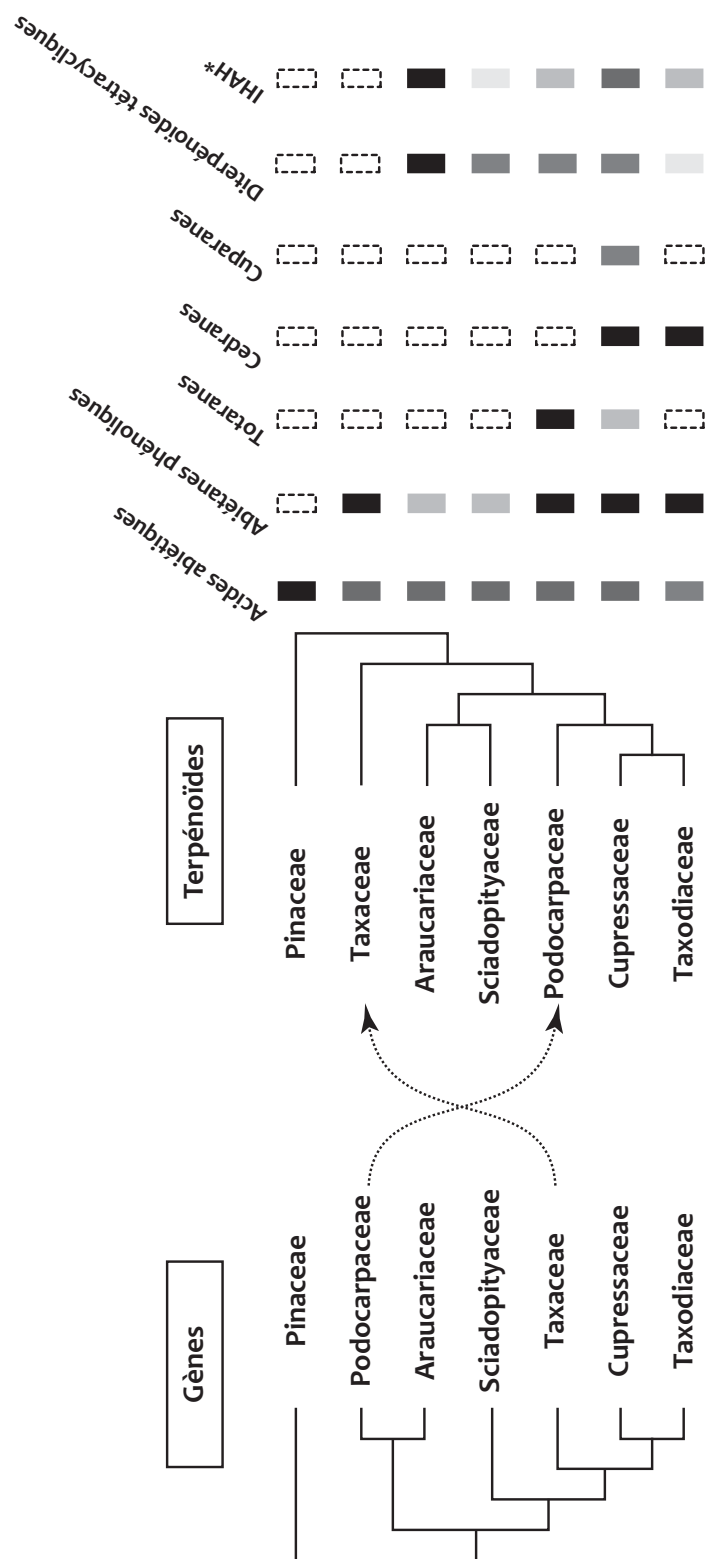 Gènes
Pinaceae
Podocarpaceae
Araucariaceae
Sciadopityaceae
Taxaceae
Cupressaceae
Taxodiaceae
Terpénoïdes
Pinaceae
Taxaceae
Araucariaceae
Sciadopityaceae
Podocarpaceae
Cupressaceae
Taxodiaceae
Acides abiétiques
Abiétanes phénoliques
Totaranes
Cedranes
Cuparanes
Diterpénoïdes tétracycliques
IHAH*